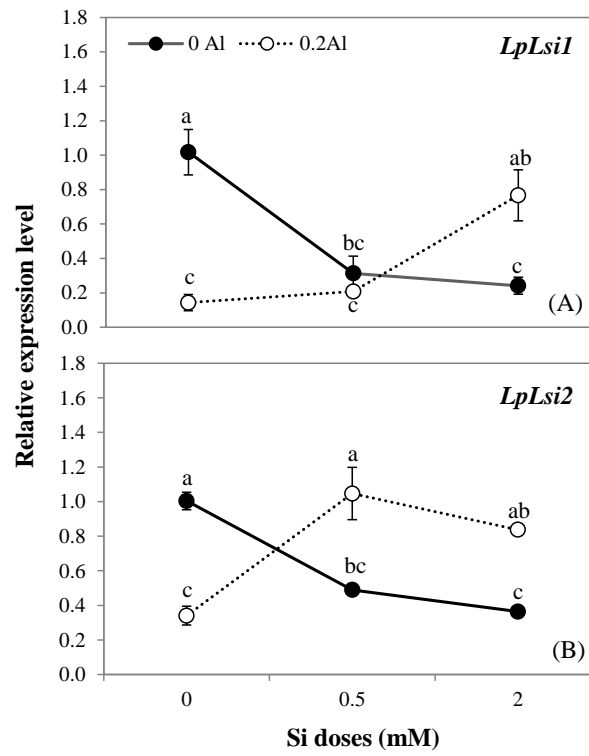 Relative expression level
1.8
1.6
1.4
1.2
1.0
0.8
0.6
0.4
0.2
0.0
0 Al 0.2Al
LpLsi1
a
c
bc
c
ab
c
(A)
1.8
1.6
1.4
1.2
1.0
0.8
0.6
0.4
0.2
0.0
LpLsi2
a
c
a
bc
ab
c
(B)
0 0.5 2
Si doses (mM)